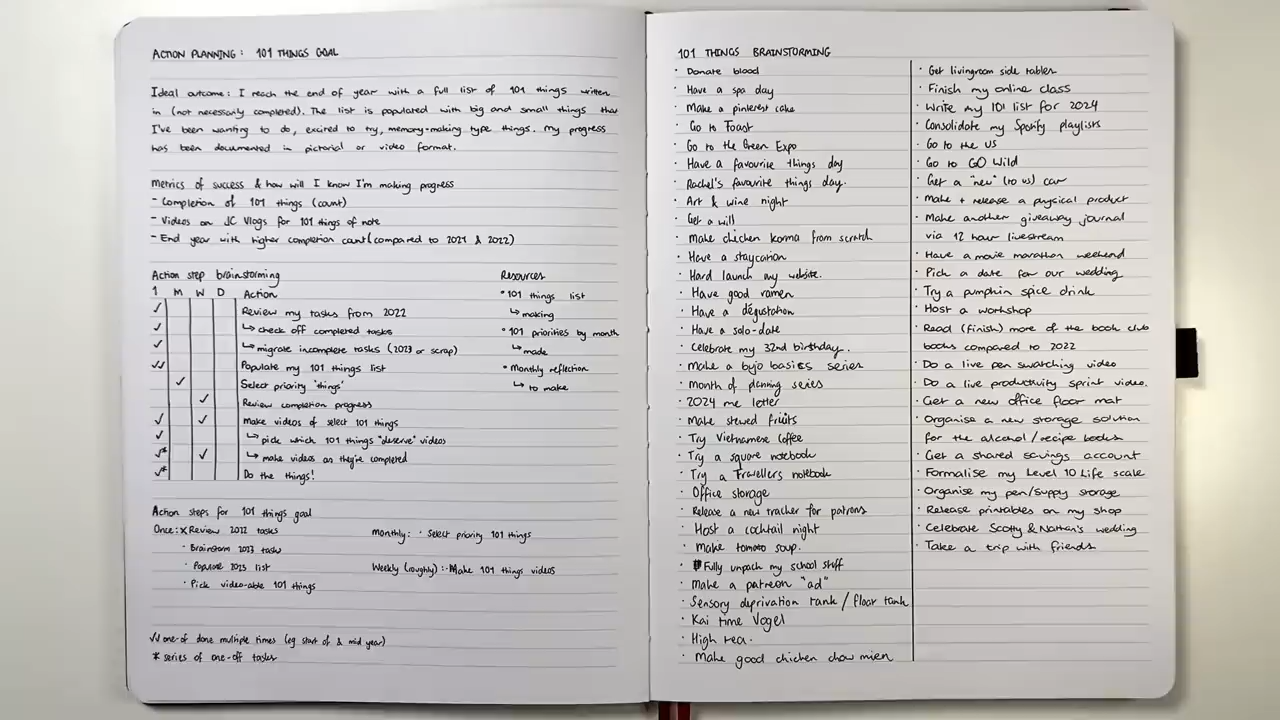 ACTION PLANNING: 101 THINGS GOAL
Ideal outcome: I reach the end of year with a full list of 101 things written
in (not necessarily completed). The list is populated with big and small things that
I've been wanting to do, excired to try, memory-making type things. My progress
has been documented in pictorial or video format.
Metrics of success & how will I know I'm making progress
- Completion of 101 things (count)
- Videos on JC Vlogs for 101 things of note
- End year with higher completion count (compared to 2021 & 2022)
Action step brainstorming
1 M W D Action
✓ Review my tasks from 2022
✓ ↳ check off completed tasks
✓ ↳ migrate incomplete tasks (2023 or scrap)
✓✓ Populate my 101 things list
✓ Select priority 'things'
✓ Review completion progress
✓ ✓ Make videos of select 101 things
✓ ↳ pick which 101 things "deserve" videos
✓* ✓ ↳ make videos as they're completed
✓* Do the things!
Resources
• 101 things list
↳ making
• 101 priorities by month
↳ made
• Monthly reflection
↳ to make
Action steps for 101 things goal
Once: x Review 2022 tasks
· Brainstorm 2023 tasks
· Populate 2023 list
· Pick video-able 101 things
Monthly: · Select priority 101 things
Weekly (roughly): · Make 101 things videos
✓✓ one-of done multiple times (eg start of & mid year)
* series of one-off tasks
101 THINGS BRAINSTORMING
· Donate blood
· Have a spa day
· Make a pinterest cake
· Go to Toast
· Go to the Green Expo
· Have a favourite things day
· Rachel's favourite things day.
· Art & wine night
· Get a will
· Make chicken korma from scratch
· Have a staycation
· Hard launch my website.
· Have good ramen
· Have a dégustation
· Have a solo-date
· Celebrate my 32nd birthday.
· Make a bujo basics series
· Month of planning series
· 2024 me letter
· Make stewed fruits
· Try Vietnamese Coffee
· Try a square notebook
· Try a Travellers notebook
· Office storage
· Release a new tracker for patrons
· Host a cocktail night
· Make tomato soup.
· Fully unpack my school stuff
· Make a patreon "ad"
· Sensory deprivation tank / floar tank
· Kai time Vogel
· High tea.
· Make good chicken chow mien
· Get livingroom side tables
· Finish my online class
· Write my 101 list for 2024
· Consolidate my Spotify playlists
· Go to the US
· Go to GO Wild
· Get a "new" (to us) car
· Make + release a physical product
· Make another giveaway journal
via 12 hour livestream
· Have a movie marathon weekend
· Pick a date for our wedding
· Try a pumpkin spice drink
· Host a workshop
· Read (finish) more of the book club
books compared to 2022
· Do a live pen swatching video
· Do a live productivity sprint video.
· Get a new office floor mat
· Organise a new storage solution
for the alcohol / recipe books
· Get a shared savings account
· Formalise my Level 10 Life scale
· Organise my pen/supply storage
· Release printables on my shop
· Celebrate Scotty & Nathan's wedding
· Take a trip with friends